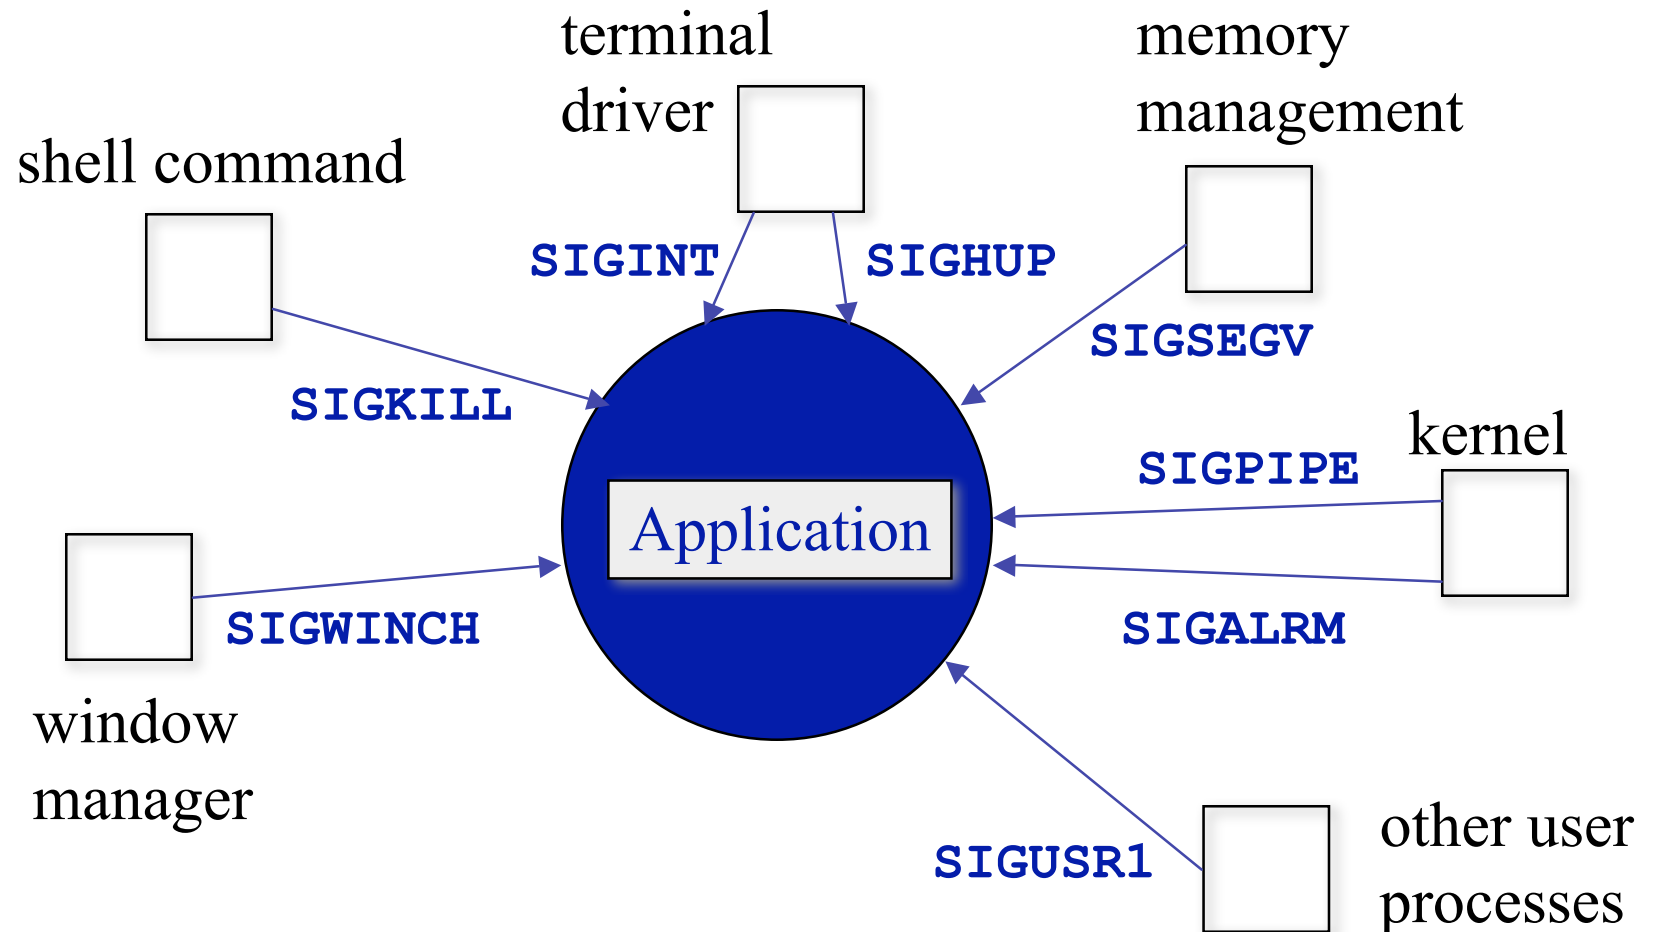 terminal
driver
memory
management
shell command
SIGINT
SIGHUP
SIGSEGV
SIGKILL
kernel
SIGPIPE
Application
SIGWINCH
SIGALRM
window
manager
other user
processes
SIGUSR1